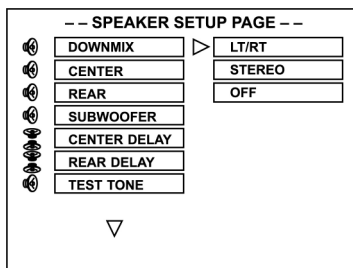 -- SPEAKER SETUP PAGE --
DOWNMIX
LT/RT
CENTER
STEREO
REAR
OFF
SUBWOOFER
CENTER DELAY
REAR DELAY
TEST TONE